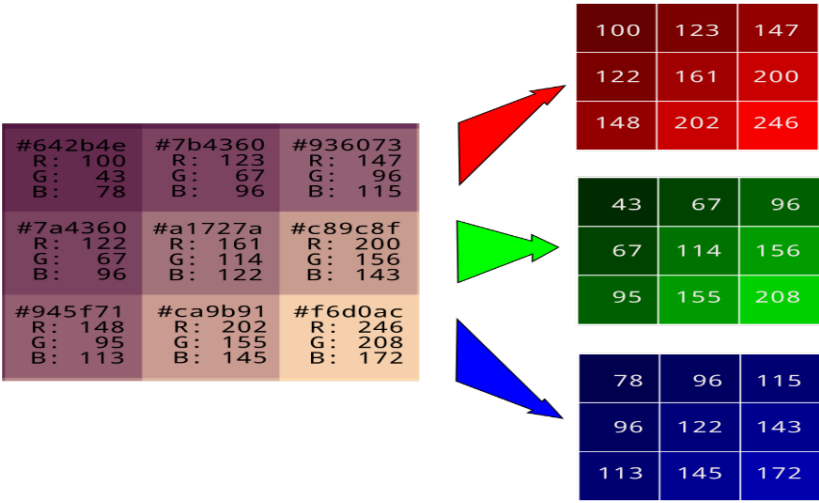 #642b4e #7b4360 #936073
R: 100 R: 123 R: 147
G: 43 G: 67 G: 96
B: 78 B: 96 B: 115
#7a4360 #a1727a #c89c8f
R: 122 R: 161 R: 200
G: 67 G: 114 G: 156
B: 96 B: 122 B: 143
#945f71 #ca9b91 #f6d0ac
R: 148 R: 202 R: 246
G: 95 G: 155 G: 208
B: 113 B: 145 B: 172
100 123 147
122 161 200
148 202 246
43 67 96
67 114 156
95 155 208
78 96 115
96 122 143
113 145 172